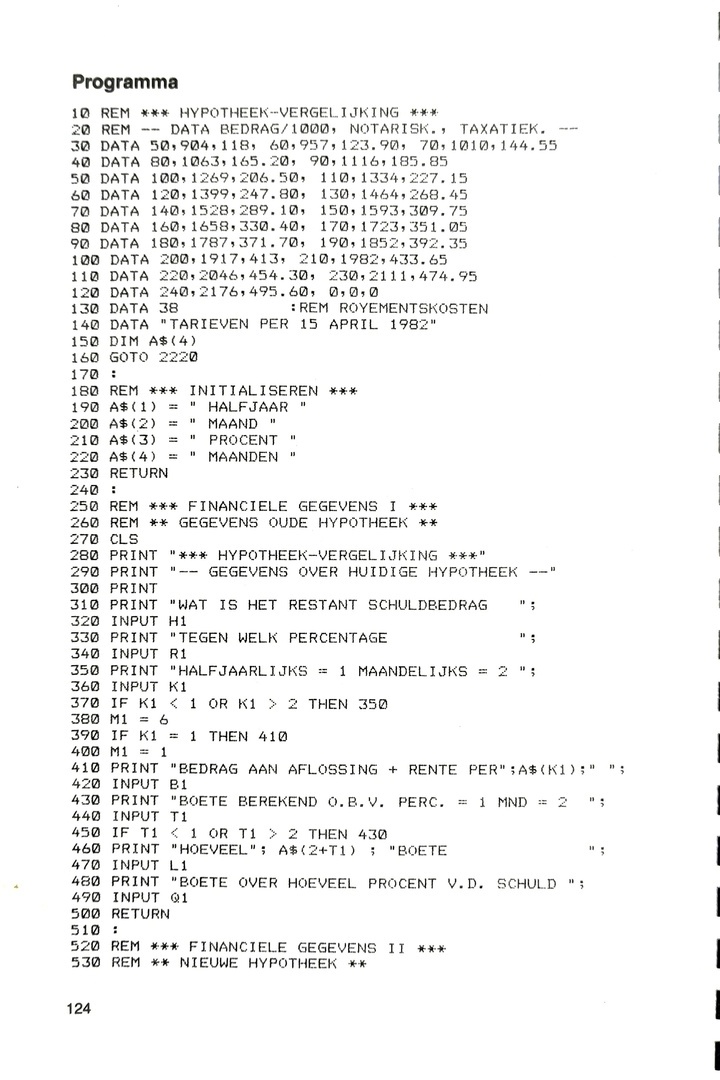 Programma
10 REM *** HYPOTHEEK-VERGELIJKING ***
20 REM -- DATA BEDRAG/1000, NOTARISK., TAXATIEK. --
30 DATA 50,904,118, 60,957,123.90, 70,1010,144.55
40 DATA 80,1063,165.20, 90,1116,185.85
50 DATA 100,1269,206.50, 110,1334,227.15
60 DATA 120,1399,247.80, 130,1464,268.45
70 DATA 140,1528,289.10, 150,1593,309.75
80 DATA 160,1658,330.40, 170,1723,351.05
90 DATA 180,1787,371.70, 190,1852,392.35
100 DATA 200,1917,413, 210,1982,433.65
110 DATA 220,2046,454.30, 230,2111,474.95
120 DATA 240,2176,495.60, 0,0,0
130 DATA 38 :REM ROYEMENTSKOSTEN
140 DATA "TARIEVEN PER 15 APRIL 1982"
150 DIM A$(4)
160 GOTO 2220
170 :
180 REM *** INITIALISEREN ***
190 A$(1) = " HALFJAAR "
200 A$(2) = " MAAND "
210 A$(3) = " PROCENT "
220 A$(4) = " MAANDEN "
230 RETURN
240 :
250 REM *** FINANCIELE GEGEVENS I ***
260 REM ** GEGEVENS OUDE HYPOTHEEK **
270 CLS
280 PRINT "*** HYPOTHEEK-VERGELIJKING ***"
290 PRINT "-- GEGEVENS OVER HUIDIGE HYPOTHEEK --"
300 PRINT
310 PRINT "WAT IS HET RESTANT SCHULDBEDRAG   ";
320 INPUT H1
330 PRINT "TEGEN WELK PERCENTAGE             ";
340 INPUT R1
350 PRINT "HALFJAARLIJKS = 1 MAANDELIJKS = 2 ";
360 INPUT K1
370 IF K1 < 1 OR K1 > 2 THEN 350
380 M1 = 6
390 IF K1 = 1 THEN 410
400 M1 = 1
410 PRINT "BEDRAG AAN AFLOSSING + RENTE PER";A$(K1);" ";
420 INPUT B1
430 PRINT "BOETE BEREKEND O.B.V. PERC. = 1 MND = 2  ";
440 INPUT T1
450 IF T1 < 1 OR T1 > 2 THEN 430
460 PRINT "HOEVEEL"; A$(2+T1) ; "BOETE              ";
470 INPUT L1
480 PRINT "BOETE OVER HOEVEEL PROCENT V.D. SCHULD ";
490 INPUT Q1
500 RETURN
510 :
520 REM *** FINANCIELE GEGEVENS II ***
530 REM ** NIEUWE HYPOTHEEK **
124